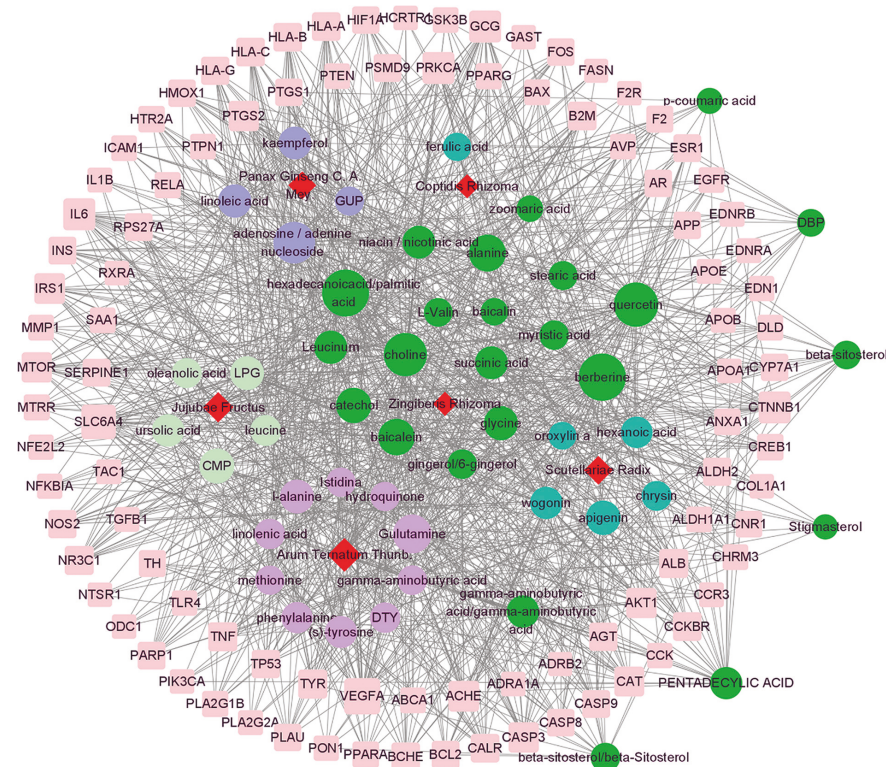 HIF1A
HCRTR1
GSK3B
GCG
HLA-A
HLA-B
GAST
HLA-C
FOS
HLA-G
PTEN
PSMD9
PRKCA
PPARG
FASN
HMOX1
PTGS1
BAX
F2R
p-coumaric acid
HTR2A
PTGS2
B2M
F2
ICAM1
PTPN1
kaempferol
ferulic acid
AVP
ESR1
IL1B
RELA
Panax Ginseng C. A
Mey
Coptidis Rhizoma
AR
EGFR
linoleic acid
GUP
zoomaric acid
IL6
RPS27A
adenosine / adenine
nucleoside
niacin / nicotinic acid
alanine
APP
EDNRB
DBP
INS
RXRA
EDNRA
hexadecanoicacid/palmitic
acid
stearic acid
APOE
IRS1
SAA1
L-Valin
baicalin
quercetin
EDN1
MMP1
Leucinum
choline
myristic acid
APOB
DLD
beta-sitosterol
MTOR
SERPINE1
oleanolic acid
LPG
succinic acid
berberine
APOA1
CYP7A1
MTRR
Jujubae Fructus
catechol
Zingiberis Rhizoma
CTNNB1
SLC6A4
ursolic acid
leucine
baicalein
glycine
oroxylin a
hexanoic acid
ANXA1
NFE2L2
CREB1
CMP
gingerol/6-gingerol
Scutellariae Radix
ALDH2
NFKBIA
TAC1
Istidina
l-alanine
hydroquinone
wogonin
chrysin
COL1A1
NOS2
TGFB1
linolenic acid
Gulutamine
apigenin
ALDH1A1
CNR1
Stigmasterol
NR3C1
TH
Arum Ternatum Thunb.
ALB
CHRM3
NTSR1
TLR4
methionine
gamma-aminobutyric acid
gamma-aminobutyric
acid/gamma-aminobutyric
acid
AKT1
CCR3
ODC1
TNF
phenylalanine
(s)-tyrosine
DTY
AGT
CCKBR
PARP1
TP53
ADRB2
CCK
PIK3CA
TYR
VEGFA
ABCA1
ACHE
ADRA1A
CAT
PENTADECYLIC ACID
PLA2G1B
CASP9
PLA2G2A
CASP8
PLAU
CASP3
PON1
PPARA
BCHE
BCL2
CALR
beta-sitosterol/beta-Sitosterol